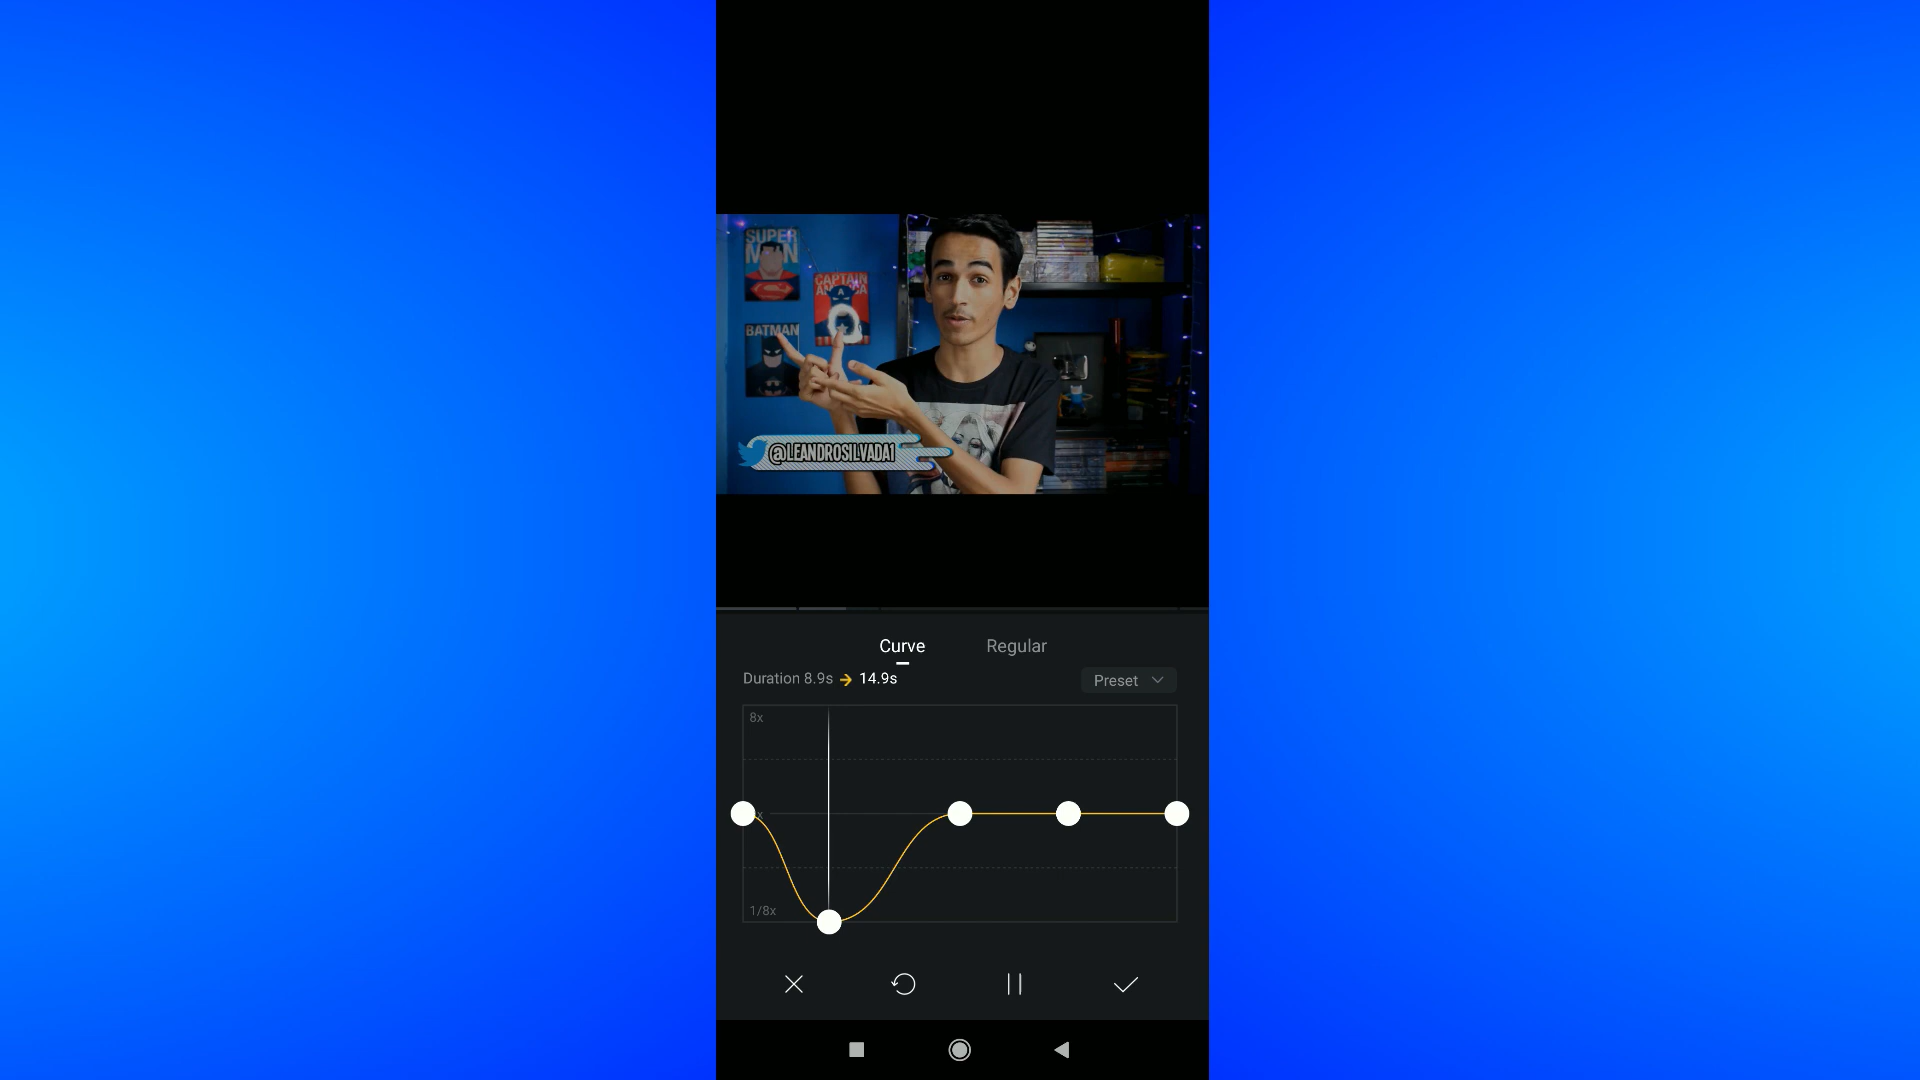 SUPER
MAN
CAPTAIN
BATMAN
@LEANDROSILVADA1
Curve
Regular
Duration 8.9s
14.9s
Preset
8x
x
1/8x